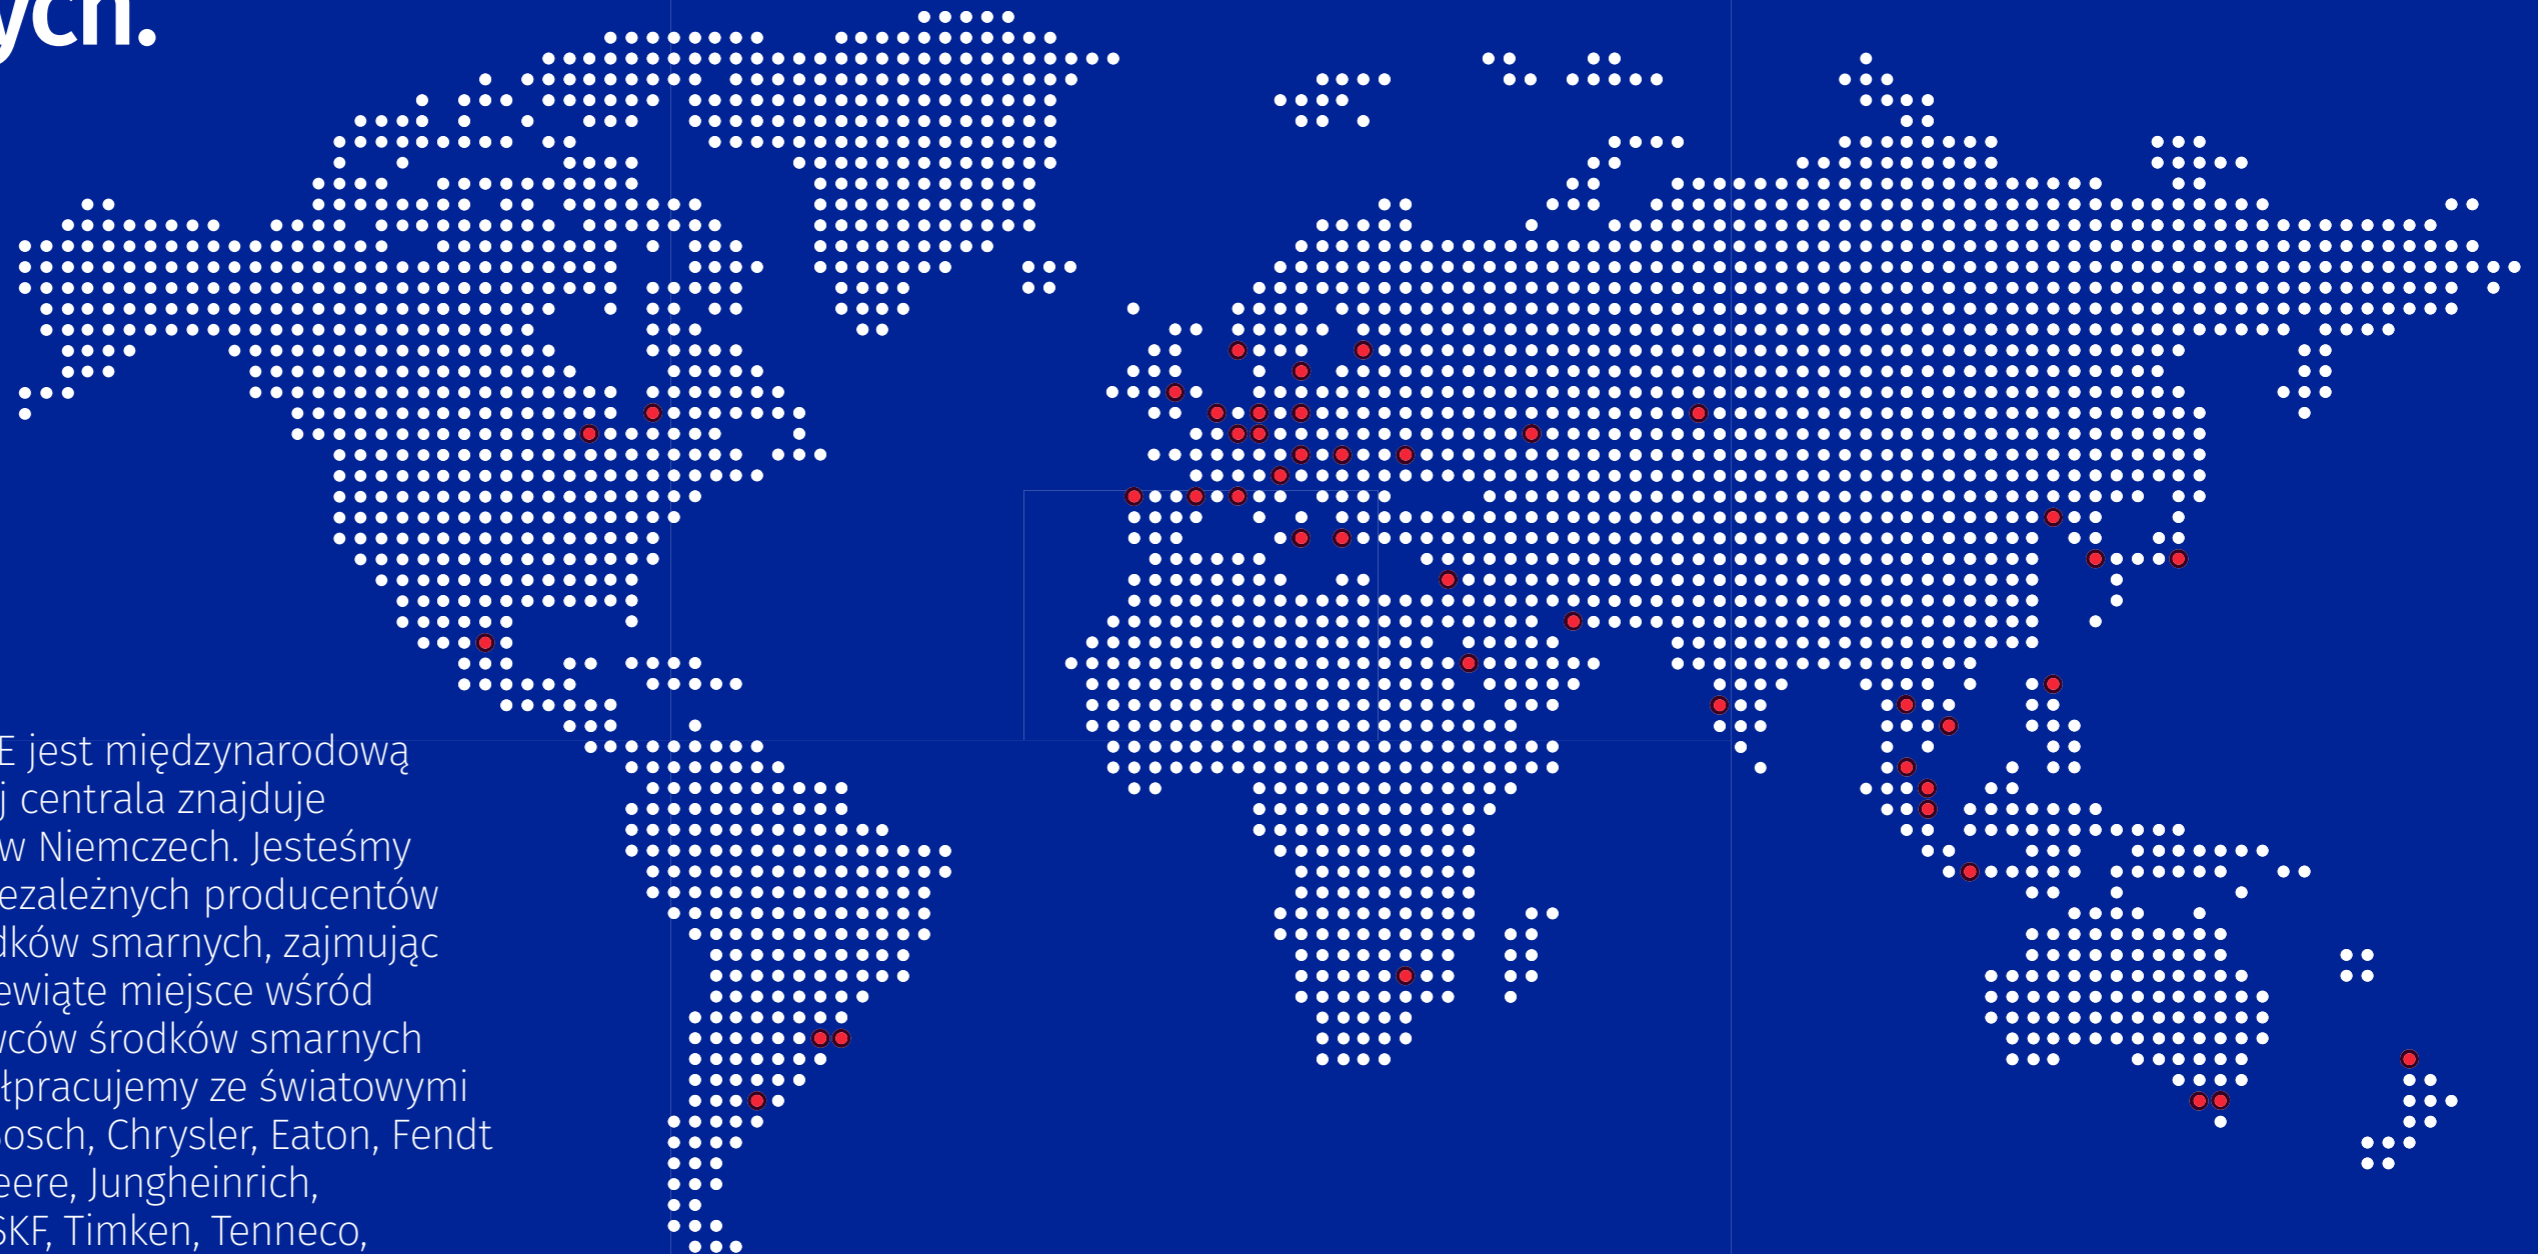 ych.
E jest międzynarodową
j centrala znajduje
w Niemczech. Jesteśmy
ezależnych producentów
dków smarnych, zajmując
ewiąte miejsce wśród
wców środków smarnych
łpracujemy ze światowymi
Bosch, Chrysler, Eaton, Fendt
eere, Jungheinrich,
SKF, Timken, Tenneco,